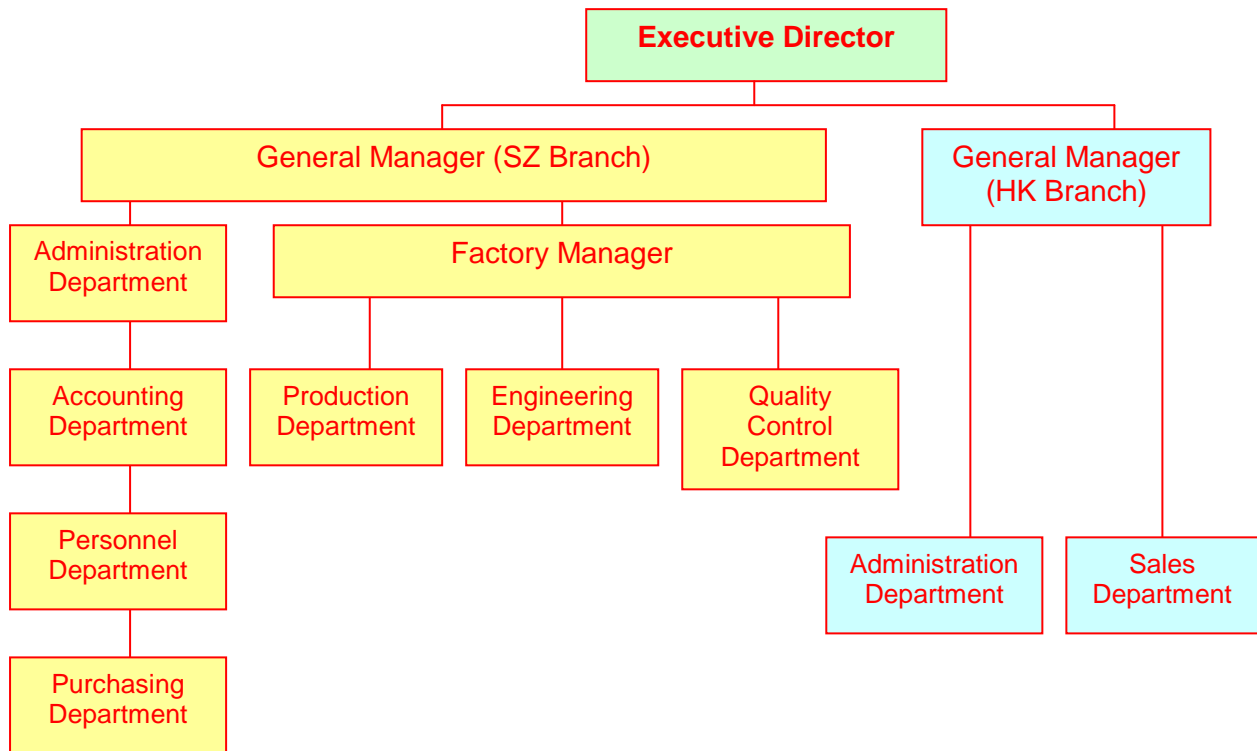 Executive Director
General Manager (SZ Branch)
General Manager
(HK Branch)
Administration
Department
Factory Manager
Accounting
Department
Production
Department
Engineering
Department
Quality
Control
Department
Personnel
Department
Administration
Department
Sales
Department
Purchasing
Department